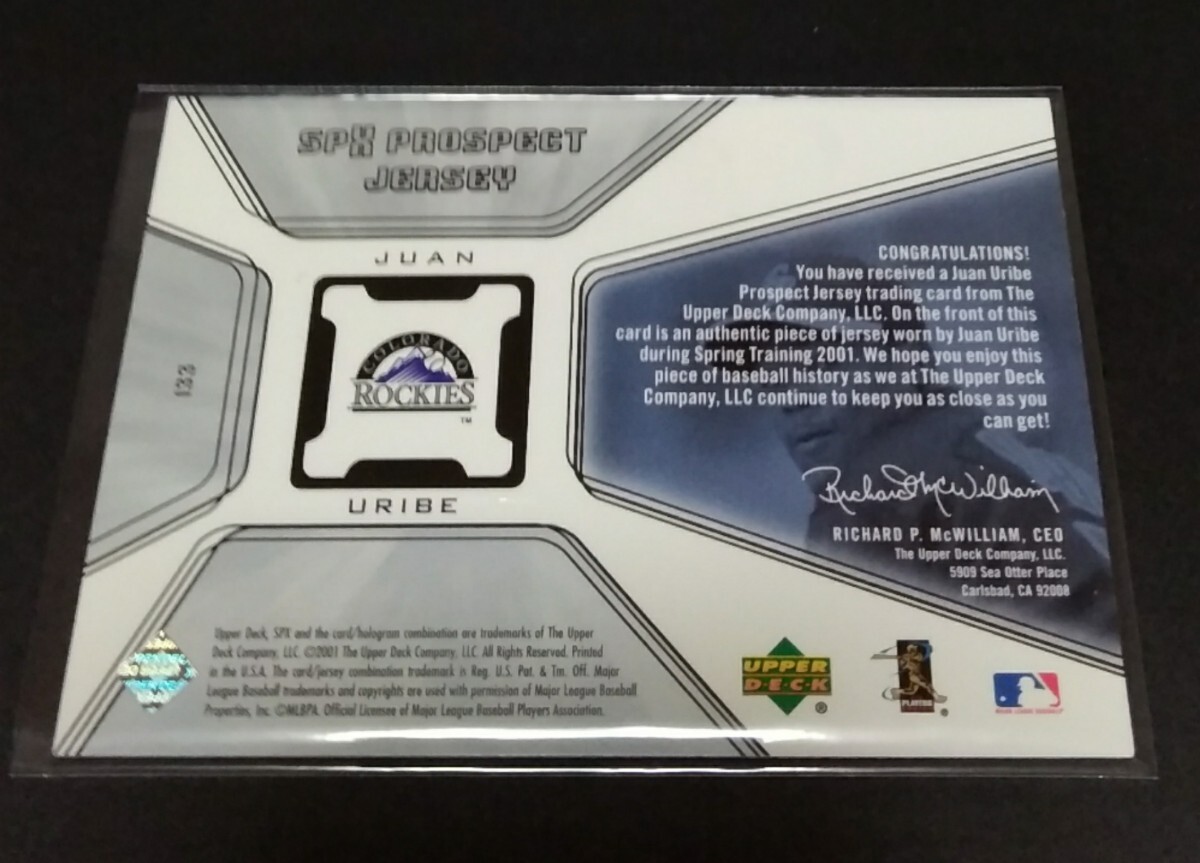 SPX PROSPECT
JERSEY
JUAN
COLORADO
ROCKIES
TM
URIBE
133
CONGRATULATIONS!
You have received a Juan Uribe
Prospect Jersey trading card from The
Upper Deck Company, LLC. On the front of this
card is an authentic piece of jersey worn by Juan Uribe
during Spring Training 2001. We hope you enjoy this
piece of baseball history as we at The Upper Deck
Company, LLC continue to keep you as close as you
can get!
Richard McWilliam
RICHARD P. McWILLIAM, CEO
The Upper Deck Company, LLC.
5909 Sea Otter Place
Carlsbad, CA 92008
Upper Deck, SPX and the card/hologram combination are trademarks of The Upper
Deck Company, LLC. ©2001 The Upper Deck Company, LLC. All Rights Reserved. Printed
in the U.S.A. The card/jersey combination trademark is Reg. U.S. Pat. & Tm. Off. Major
League Baseball trademarks and copyrights are used with permission of Major League Baseball
Properties, Inc. ©MLBPA. Official Licensee of Major League Baseball Players Association.
UPPER
D·E·C·K
®
PLAYERS
®